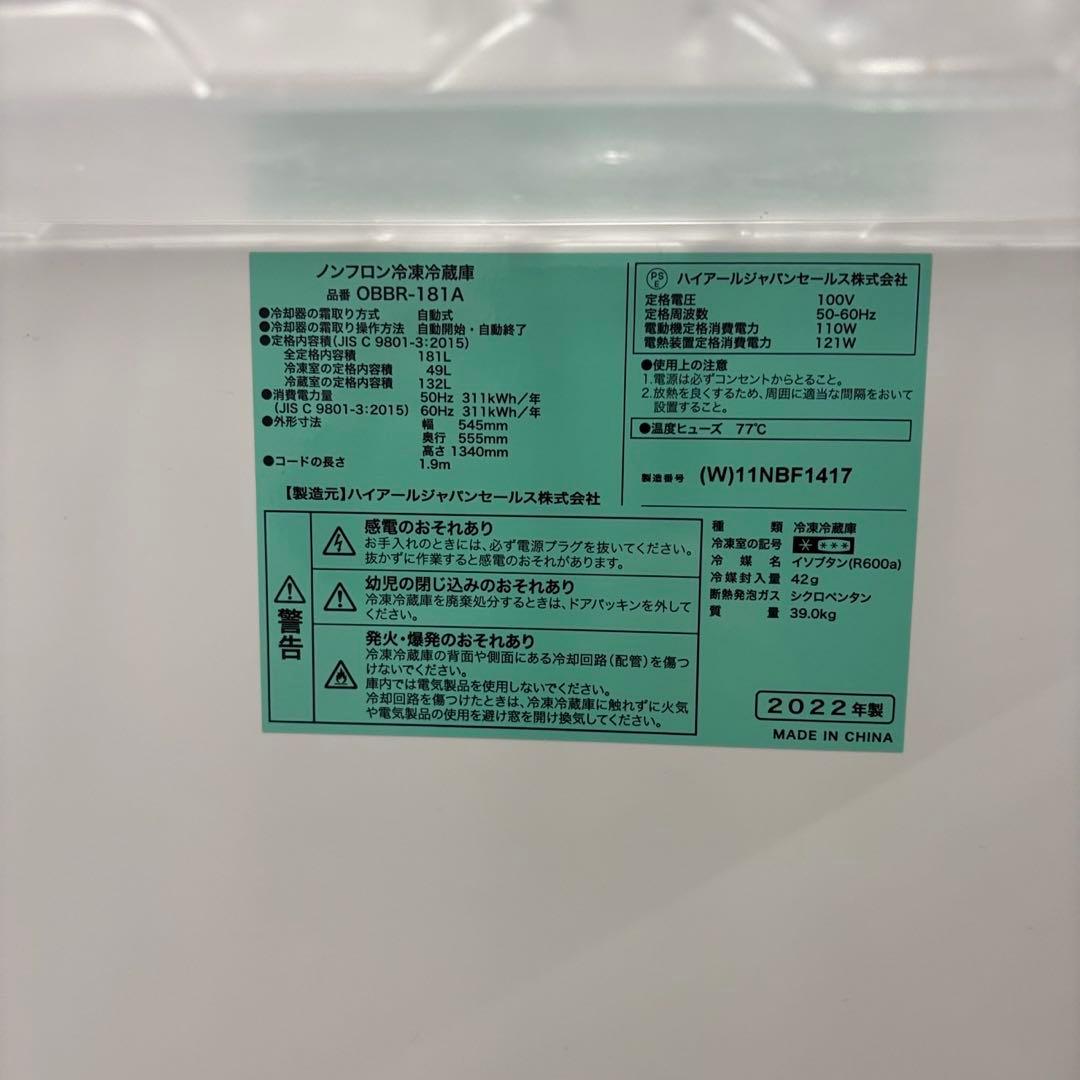 ノンフロン冷凍冷蔵庫
品番 OBBR-181A
●冷却器の霜取り方式 自動式
●冷却器の霜取り操作方法 自動開始・自動終了
●定格内容積(JIS C 9801-3:2015)
全定格内容積 181L
冷凍室の定格内容積 49L
冷蔵室の定格内容積 132L
●消費電力量 50Hz 311kWh/年
(JIS C 9801-3:2015) 60Hz 311kWh/年
●外形寸法 幅 545mm
奥行 555mm
高さ 1340mm
●コードの長さ 1.9m
【製造元】ハイアールジャパンセールス株式会社
PSE ハイアールジャパンセールス株式会社
定格電圧 100V
定格周波数 50-60Hz
電動機定格消費電力 110W
電熱装置定格消費電力 121W
●使用上の注意
1.電源は必ずコンセントからとること。
2.放熱を良くするため、周囲に適当な間隔をおいて
設置すること。
●温度ヒューズ 77℃
製造番号 (W)11NBF1417
警告
感電のおそれあり
お手入れのときには、必ず電源プラグを抜いてください。
抜かずに作業すると感電のおそれがあります。
幼児の閉じ込みのおそれあり
冷凍冷蔵庫を廃棄処分するときは、ドアパッキンを外して
ください。
発火・爆発のおそれあり
冷凍冷蔵庫の背面や側面にある冷却回路(配管)を傷つ
けないでください。
庫内では電気製品を使用しないでください。
冷却回路を傷つけたときは、冷凍冷蔵庫に触れずに火気
や電気製品の使用を避け窓を開け換気してください。
種類 冷凍冷蔵庫
冷凍室の記号
冷媒名 イソブタン(R600a)
冷媒封入量 42g
断熱発泡ガス シクロペンタン
質量 39.0kg
2022年製
MADE IN CHINA